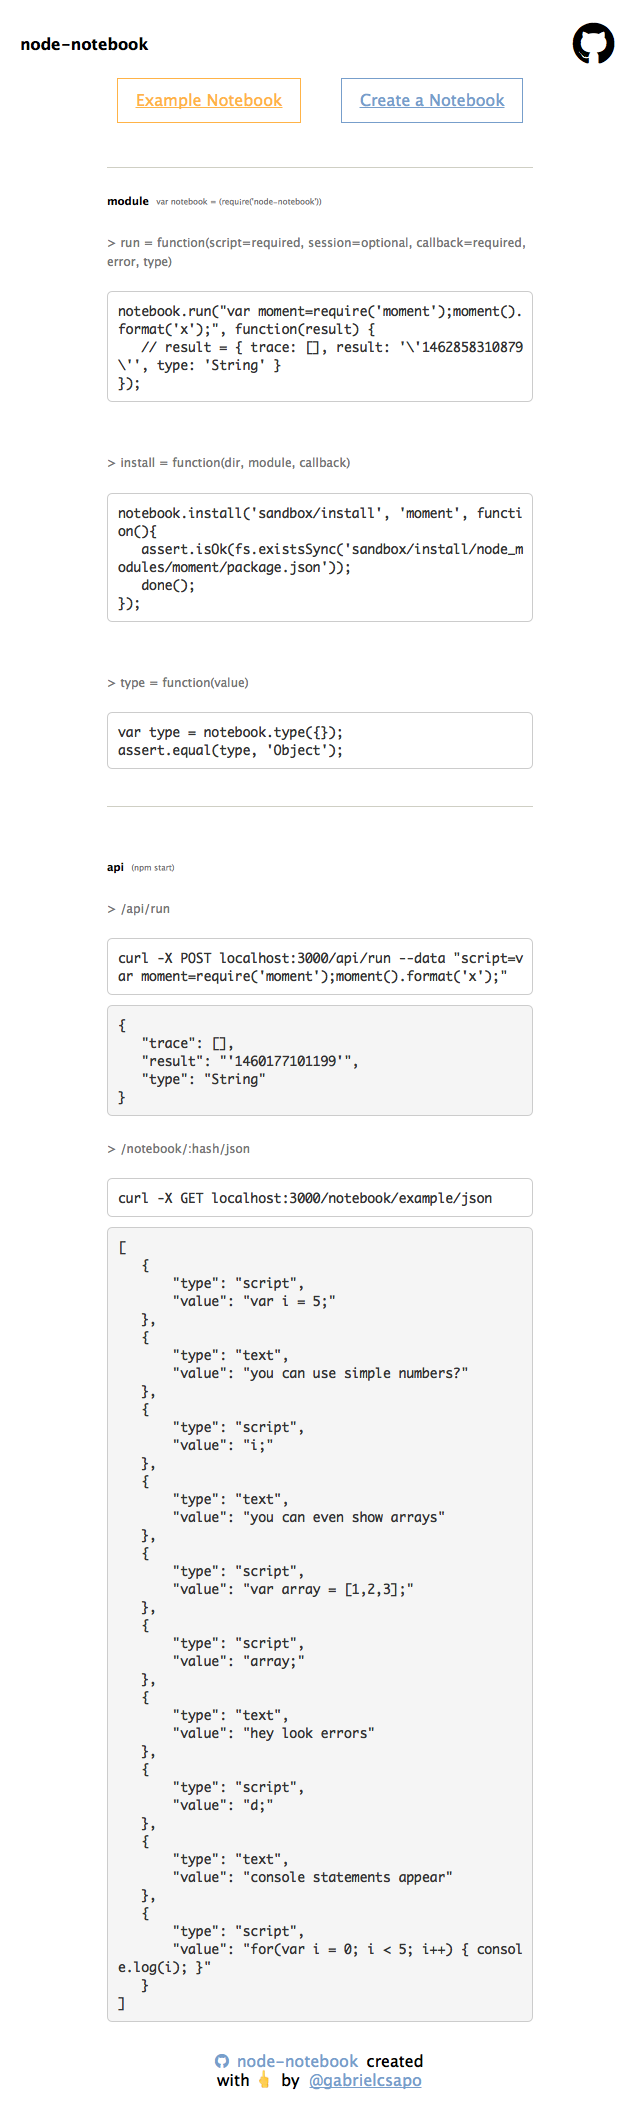 node-notebook
Example Notebook Create a Notebook
module var notebook = (require('node-notebook'))
> run = function(script=required, session=optional, callback=required,
error, type)
notebook.run("var moment=require('moment');moment().
format('x');", function(result) {
   // result = { trace: [], result: '\'1462858310879
\'', type: 'String' }
});
> install = function(dir, module, callback)
notebook.install('sandbox/install', 'moment', functi
on(){
   assert.isOk(fs.existsSync('sandbox/install/node_m
odules/moment/package.json'));
   done();
});
> type = function(value)
var type = notebook.type({});
assert.equal(type, 'Object');
api (npm start)
> /api/run
curl -X POST localhost:3000/api/run --data "script=v
ar moment=require('moment');moment().format('x');"
{
   "trace": [],
   "result": "'1460177101199'",
   "type": "String"
}
> /notebook/:hash/json
curl -X GET localhost:3000/notebook/example/json
[
   {
       "type": "script",
       "value": "var i = 5;"
   },
   {
       "type": "text",
       "value": "you can use simple numbers?"
   },
   {
       "type": "script",
       "value": "i;"
   },
   {
       "type": "text",
       "value": "you can even show arrays"
   },
   {
       "type": "script",
       "value": "var array = [1,2,3];"
   },
   {
       "type": "script",
       "value": "array;"
   },
   {
       "type": "text",
       "value": "hey look errors"
   },
   {
       "type": "script",
       "value": "d;"
   },
   {
       "type": "text",
       "value": "console statements appear"
   },
   {
       "type": "script",
       "value": "for(var i = 0; i < 5; i++) { consol
e.log(i); }"
   }
]
node-notebook created
with 👆 by @gabrielcsapo